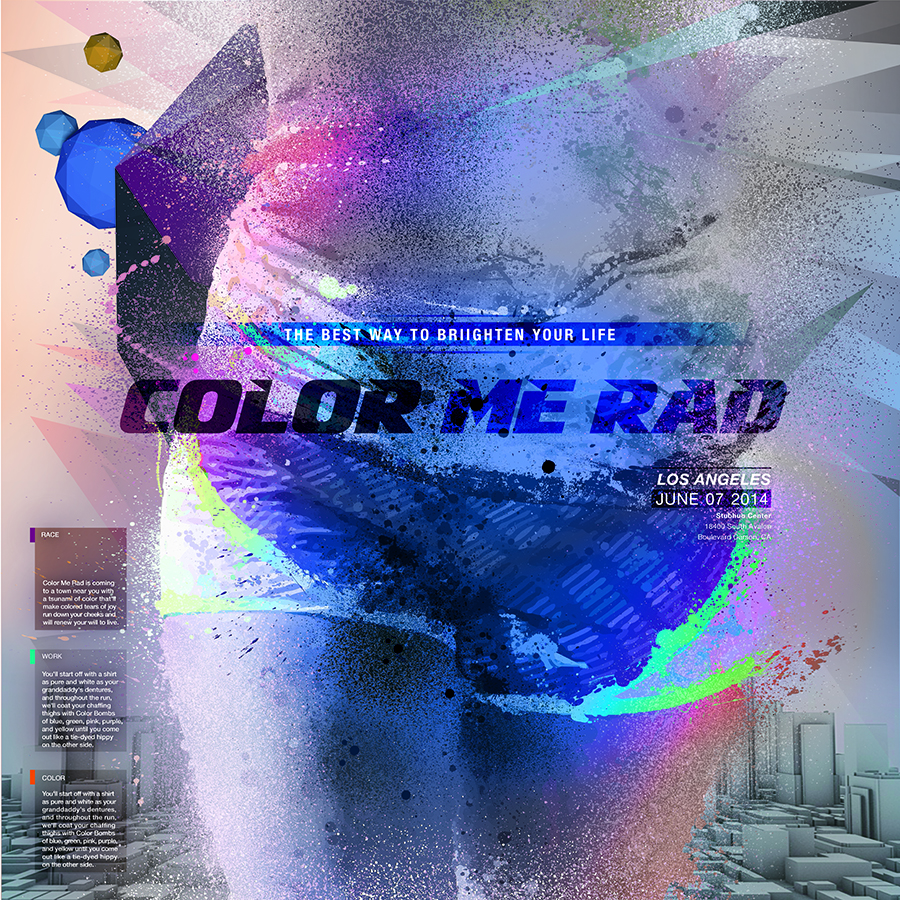 THE BEST WAY TO BRIIGHTEN YOUR LIFE
COLOR ME RAD
LOS ANGELES
JUNE 07 2014
Stubhub Center
18400 South Avalon
Boulevard Carson, CA
RACE
Color Me Rad is coming
to a town near you with
a tsunami of color that'll
make colored tears of joy
run down your cheeks and
will renew your will to live.
WORK
You'll start off with a shirt
as pure and white as your
granddaddy's dentures,
and throughout the run,
we'll coat your chaffing
thighs with Color Bombs
of blue, green, pink, purple,
and yellow until you come
out like a tie-dyed hippy
on the other side.
COLOR
You'll start off with a shirt
as pure and white as your
granddaddy's dentures,
and throughout the run,
we'll coat your chaffing
thighs with Color Bombs
of blue, green, pink, purple,
and yellow until you come
out like a tie-dyed hippy
on the other side.